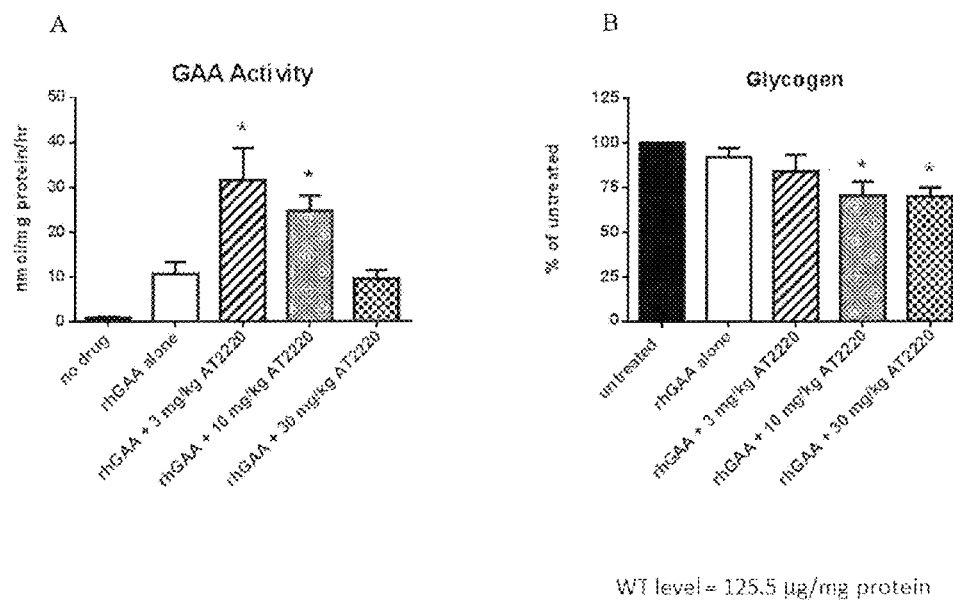 A
GAA Activity
nmol/mg protein/hr
50
40
30
20
10
0
*
*
no drug
rhGAA alone
rhGAA + 3 mg/kg AT2220
rhGAA + 10 mg/kg AT2220
rhGAA + 30 mg/kg AT2220
B
Glycogen
% of untreated
125
100
75
50
25
0
*
*
untreated
rhGAA alone
rhGAA + 3 mg/kg AT2220
rhGAA + 10 mg/kg AT2220
rhGAA + 30 mg/kg AT2220
WT level = 125.5 µg/mg protein